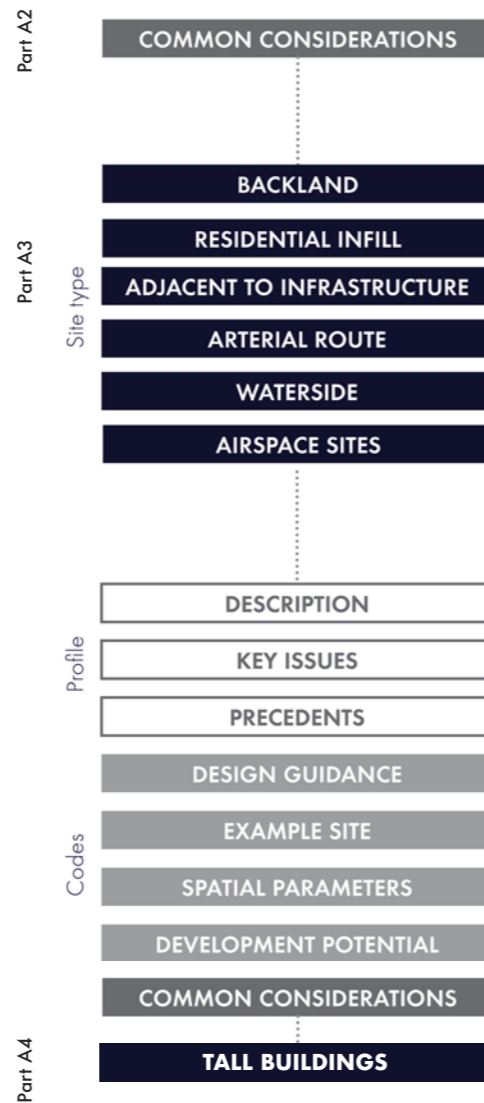 Part A2
COMMON CONSIDERATIONS
Part A3
Site type
BACKLAND
RESIDENTIAL INFILL
ADJACENT TO INFRASTRUCTURE
ARTERIAL ROUTE
WATERSIDE
AIRSPACE SITES
Profile
DESCRIPTION
KEY ISSUES
PRECEDENTS
Codes
DESIGN GUIDANCE
EXAMPLE SITE
SPATIAL PARAMETERS
DEVELOPMENT POTENTIAL
COMMON CONSIDERATIONS
Part A4
TALL BUILDINGS